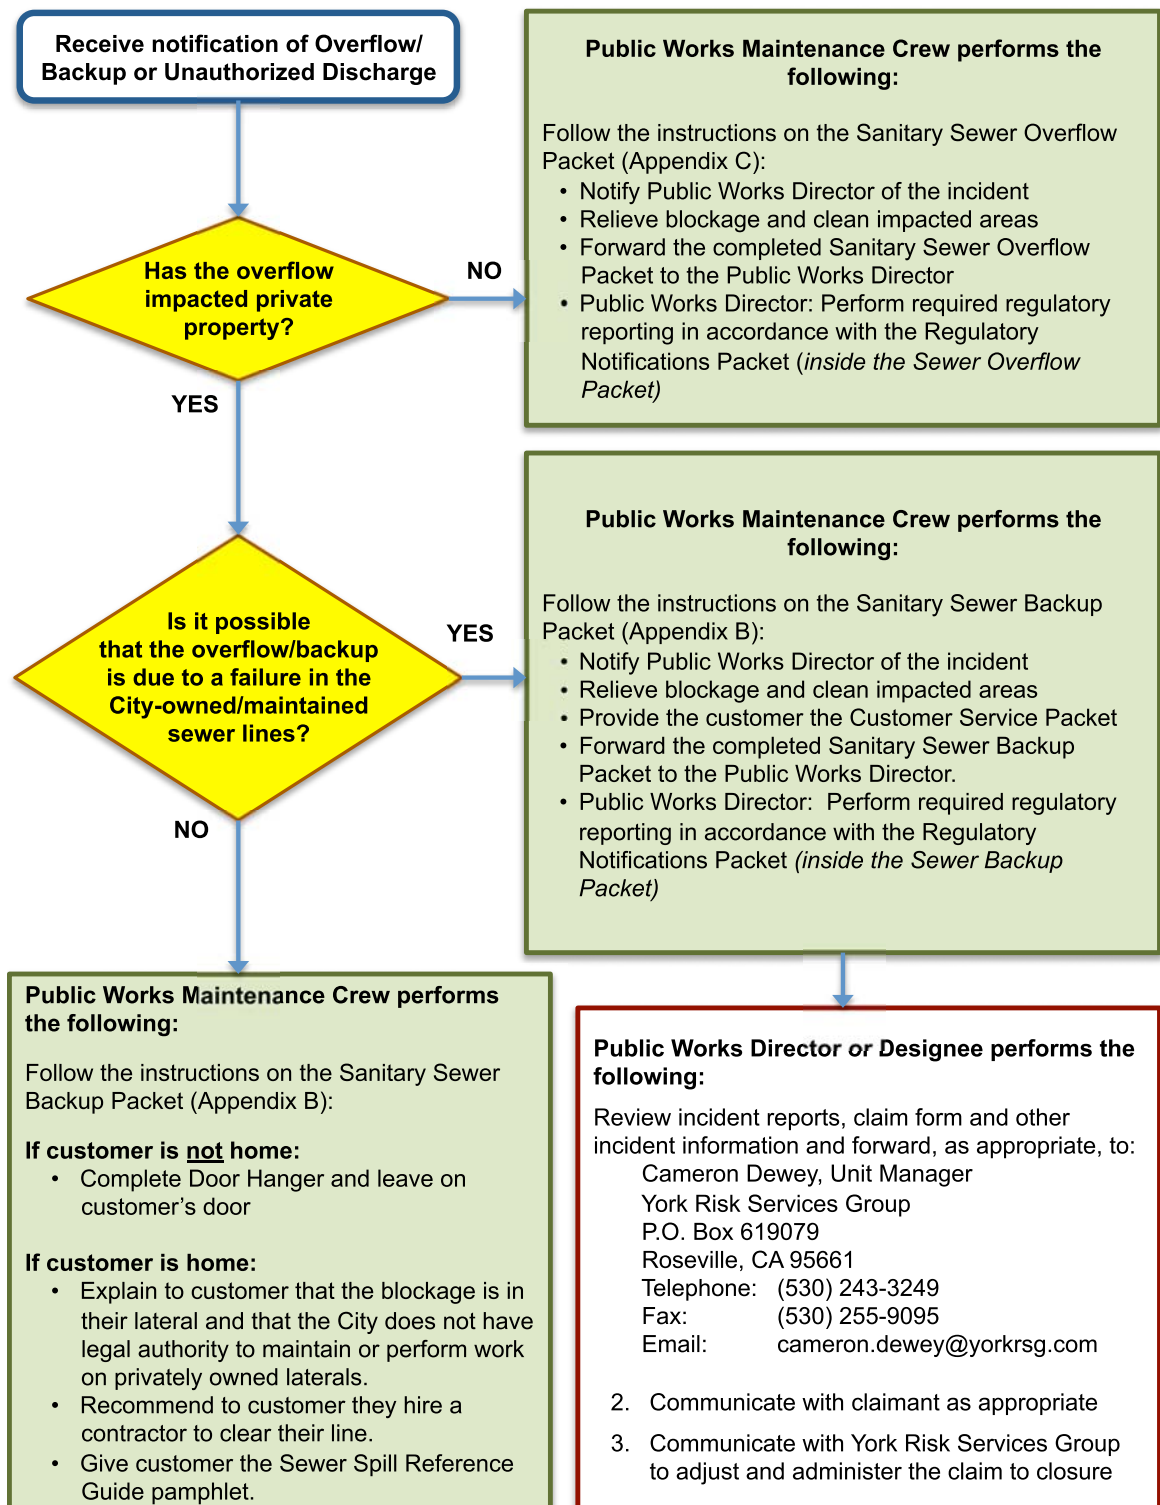 Receive notification of Overflow/
Backup or Unauthorized Discharge
Has the overflow
impacted private
property?
NO
YES
Public Works Maintenance Crew performs the
following:
Follow the instructions on the Sanitary Sewer Overflow
Packet (Appendix C):
• Notify Public Works Director of the incident
• Relieve blockage and clean impacted areas
• Forward the completed Sanitary Sewer Overflow
Packet to the Public Works Director
• Public Works Director: Perform required regulatory
reporting in accordance with the Regulatory
Notifications Packet (inside the Sewer Overflow
Packet)
Is it possible
that the overflow/backup
is due to a failure in the
City-owned/maintained
sewer lines?
YES
NO
Public Works Maintenance Crew performs the
following:
Follow the instructions on the Sanitary Sewer Backup
Packet (Appendix B):
• Notify Public Works Director of the incident
• Relieve blockage and clean impacted areas
• Provide the customer the Customer Service Packet
• Forward the completed Sanitary Sewer Backup
Packet to the Public Works Director.
• Public Works Director: Perform required regulatory
reporting in accordance with the Regulatory
Notifications Packet (inside the Sewer Backup
Packet)
Public Works Maintenance Crew performs
the following:
Follow the instructions on the Sanitary Sewer
Backup Packet (Appendix B):
If customer is not home:
• Complete Door Hanger and leave on
customer's door
If customer is home:
• Explain to customer that the blockage is in
their lateral and that the City does not have
legal authority to maintain or perform work
on privately owned laterals.
• Recommend to customer they hire a
contractor to clear their line.
• Give customer the Sewer Spill Reference
Guide pamphlet.
Public Works Director or Designee performs the
following:
Review incident reports, claim form and other
incident information and forward, as appropriate, to:
Cameron Dewey, Unit Manager
York Risk Services Group
P.O. Box 619079
Roseville, CA 95661
Telephone: (530) 243-3249
Fax: (530) 255-9095
Email: cameron.dewey@yorkrsg.com
2. Communicate with claimant as appropriate
3. Communicate with York Risk Services Group
to adjust and administer the claim to closure